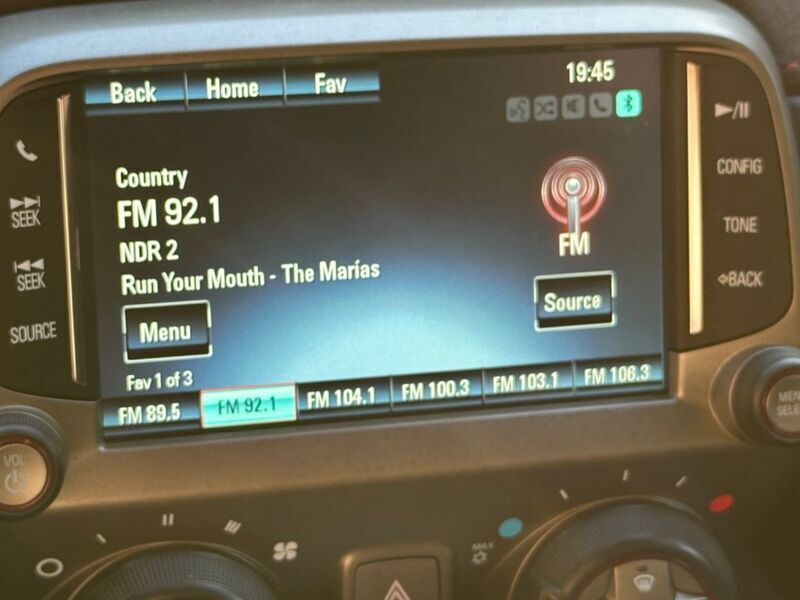 Back Home Fav
19:45
Country
FM 92.1
NDR 2
Run Your Mouth - The Marías
FM
Menu
Source
Fav 1 of 3
FM 89.5 FM 92.1 FM 104.1 FM 100.3 FM 103.1 FM 106.3
SEEK
SEEK
SOURCE
VOL
CONFIG
TONE
BACK
MAX